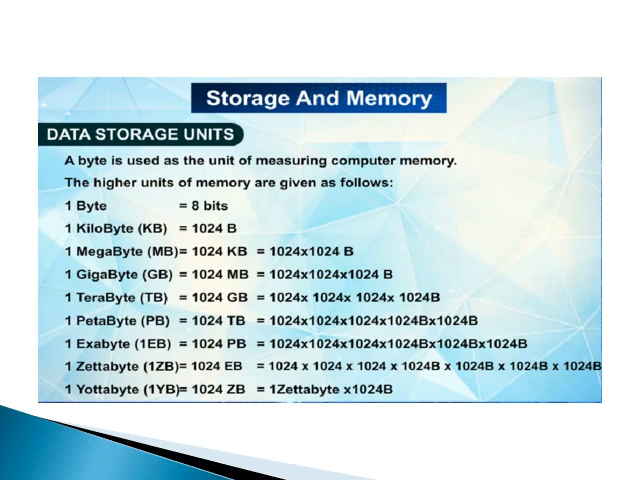 Storage And Memory
DATA STORAGE UNITS
A byte is used as the unit of measuring computer memory.
The higher units of memory are given as follows:
1 Byte = 8 bits
1 KiloByte (KB) = 1024 B
1 MegaByte (MB)= 1024 KB = 1024x1024 B
1 GigaByte (GB) = 1024 MB = 1024x1024x1024 B
1 TeraByte (TB) = 1024 GB = 1024x 1024x 1024x 1024B
1 PetaByte (PB) = 1024 TB = 1024x1024x1024x1024Bx1024B
1 Exabyte (1EB) = 1024 PB = 1024x1024x1024x1024Bx1024Bx1024B
1 Zettabyte (1ZB)= 1024 EB = 1024 x 1024 x 1024 x 1024B x 1024B x 1024B x 1024B
1 Yottabyte (1YB)= 1024 ZB = 1Zettabyte x1024B